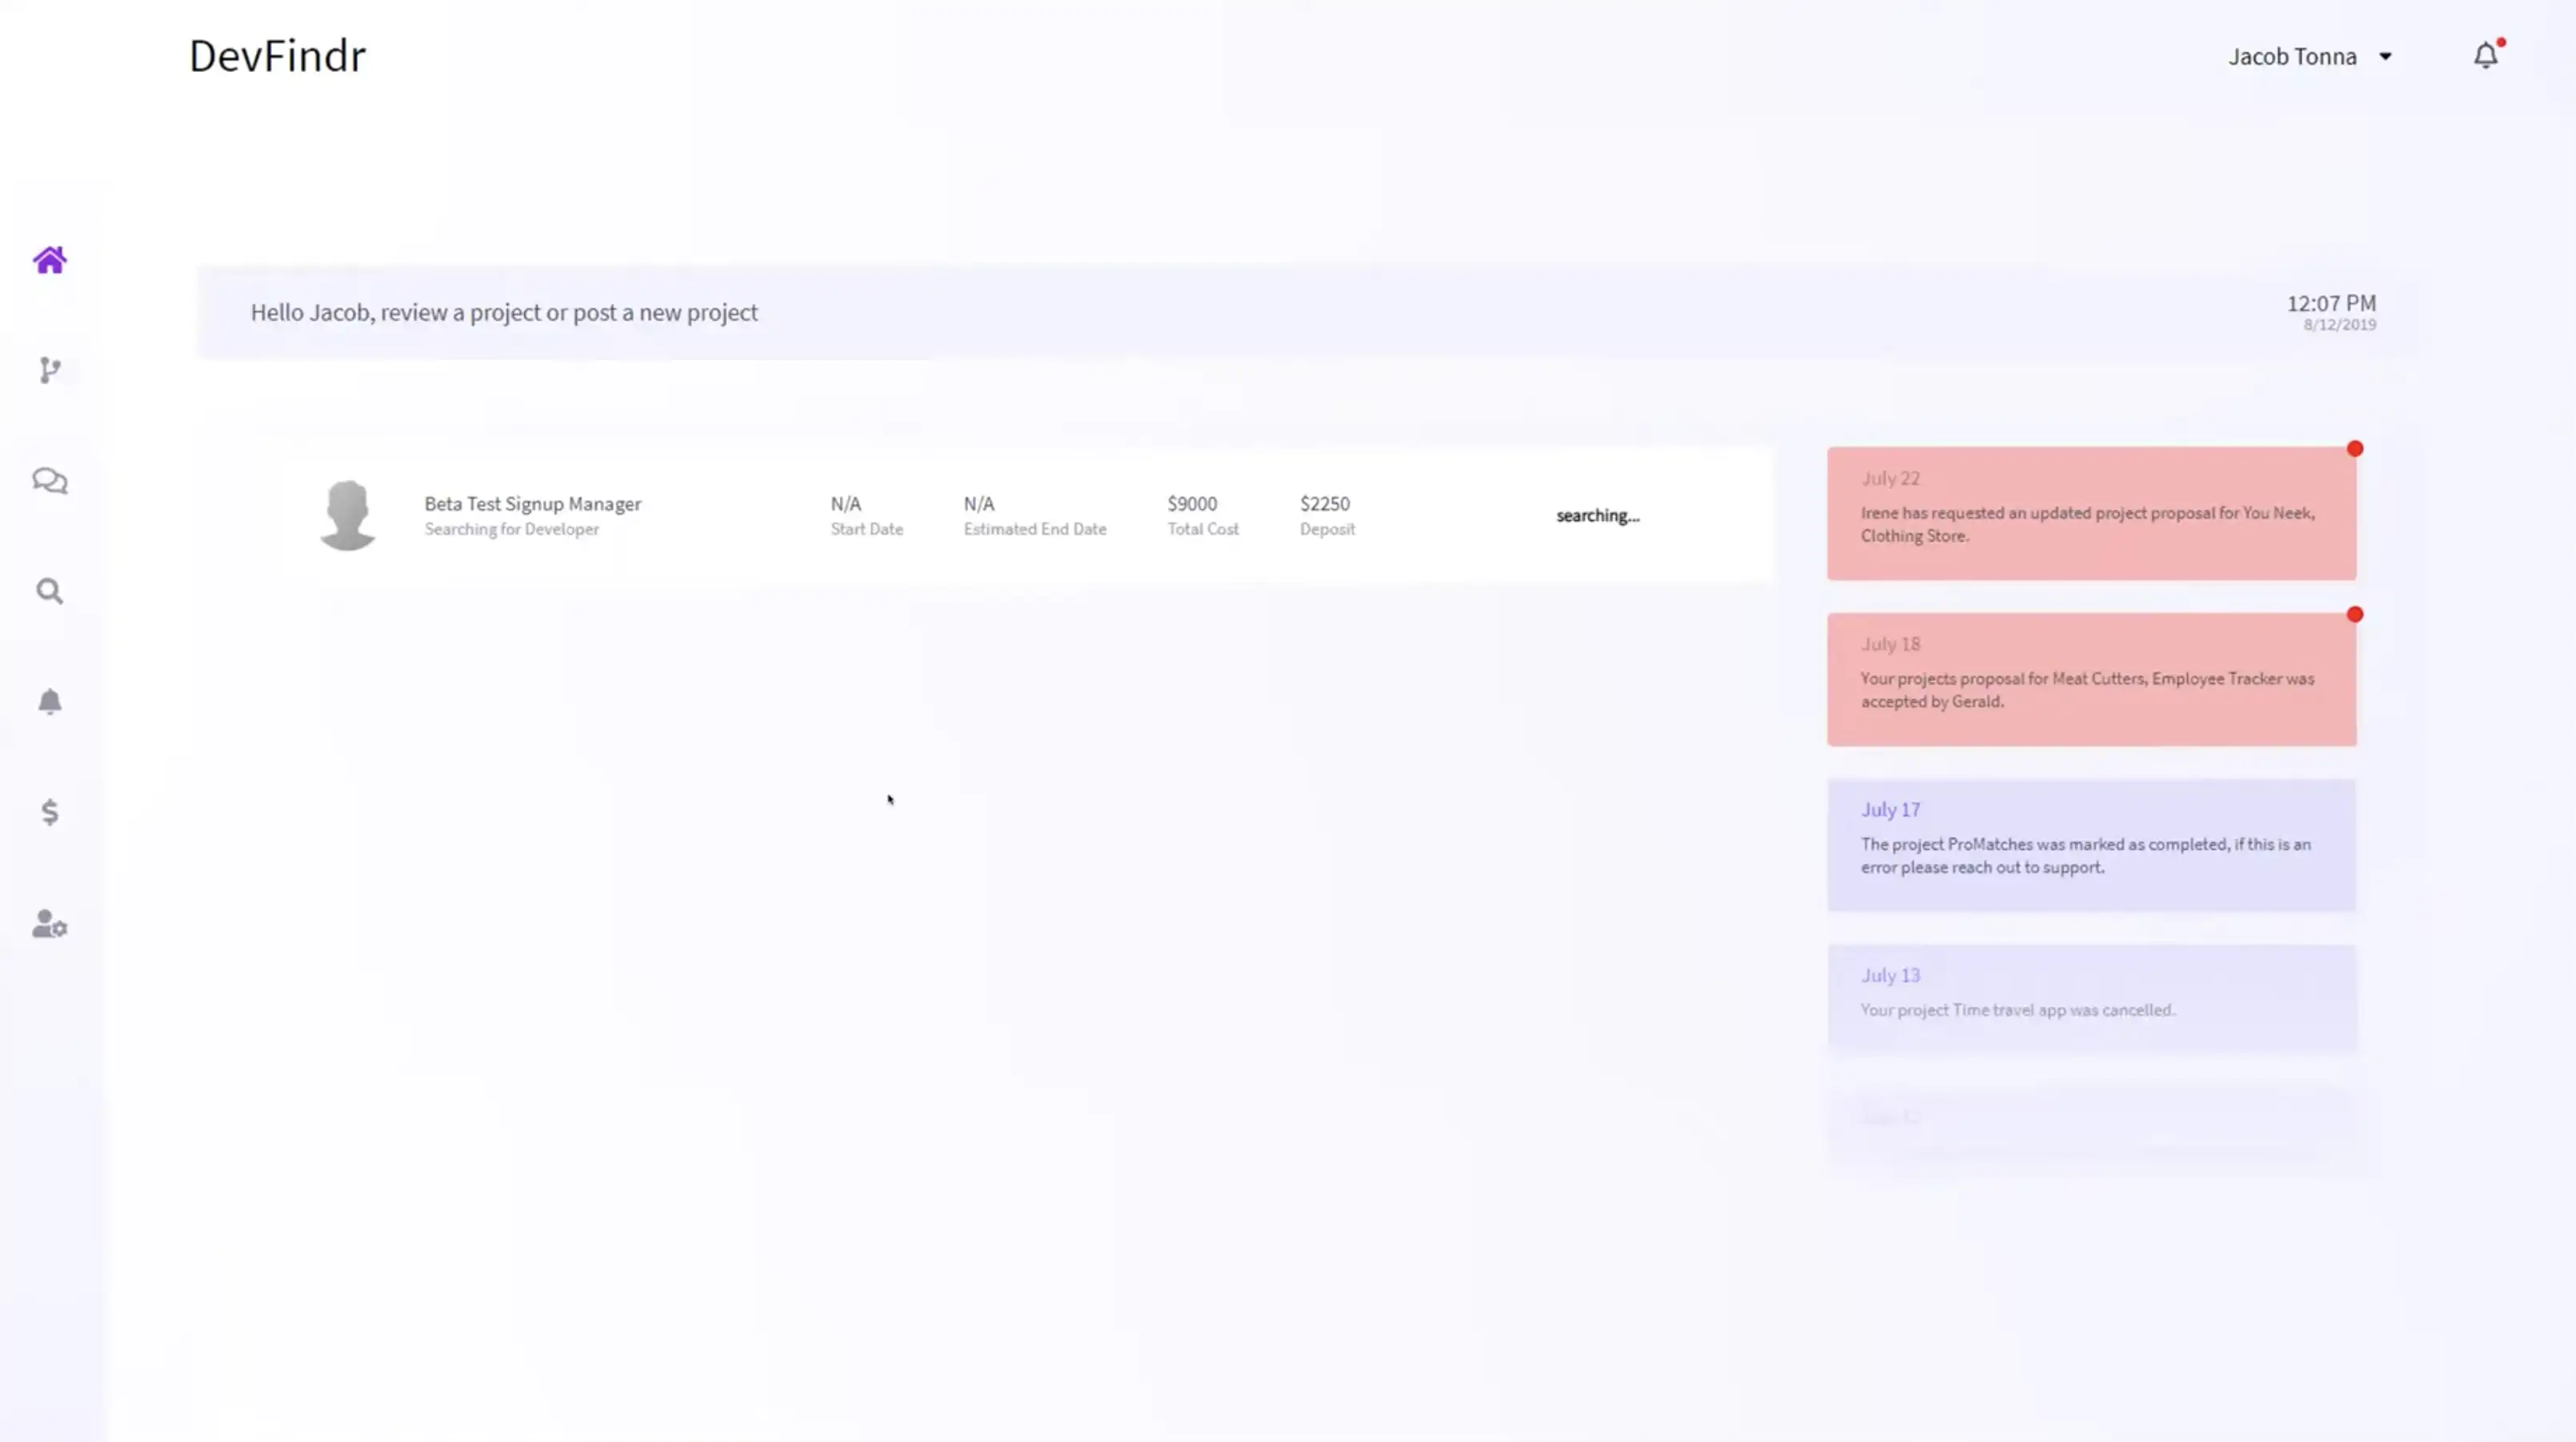 DevFindr
Jacob Tonna
Hello Jacob, review a project or post a new project
12:07 PM
8/12/2019
Beta Test Signup Manager
Searching for Developer
N/A
Start Date
N/A
Estimated End Date
$9000
Total Cost
$2250
Deposit
searching...
July 22
Irene has requested an updated project proposal for You Neek,
Clothing Store.
July 18
Your projects proposal for Meat Cutters, Employee Tracker was
accepted by Gerald.
July 17
The project ProMatches was marked as completed, if this is an
error please reach out to support.
July 13
Your project Time travel app was cancelled.